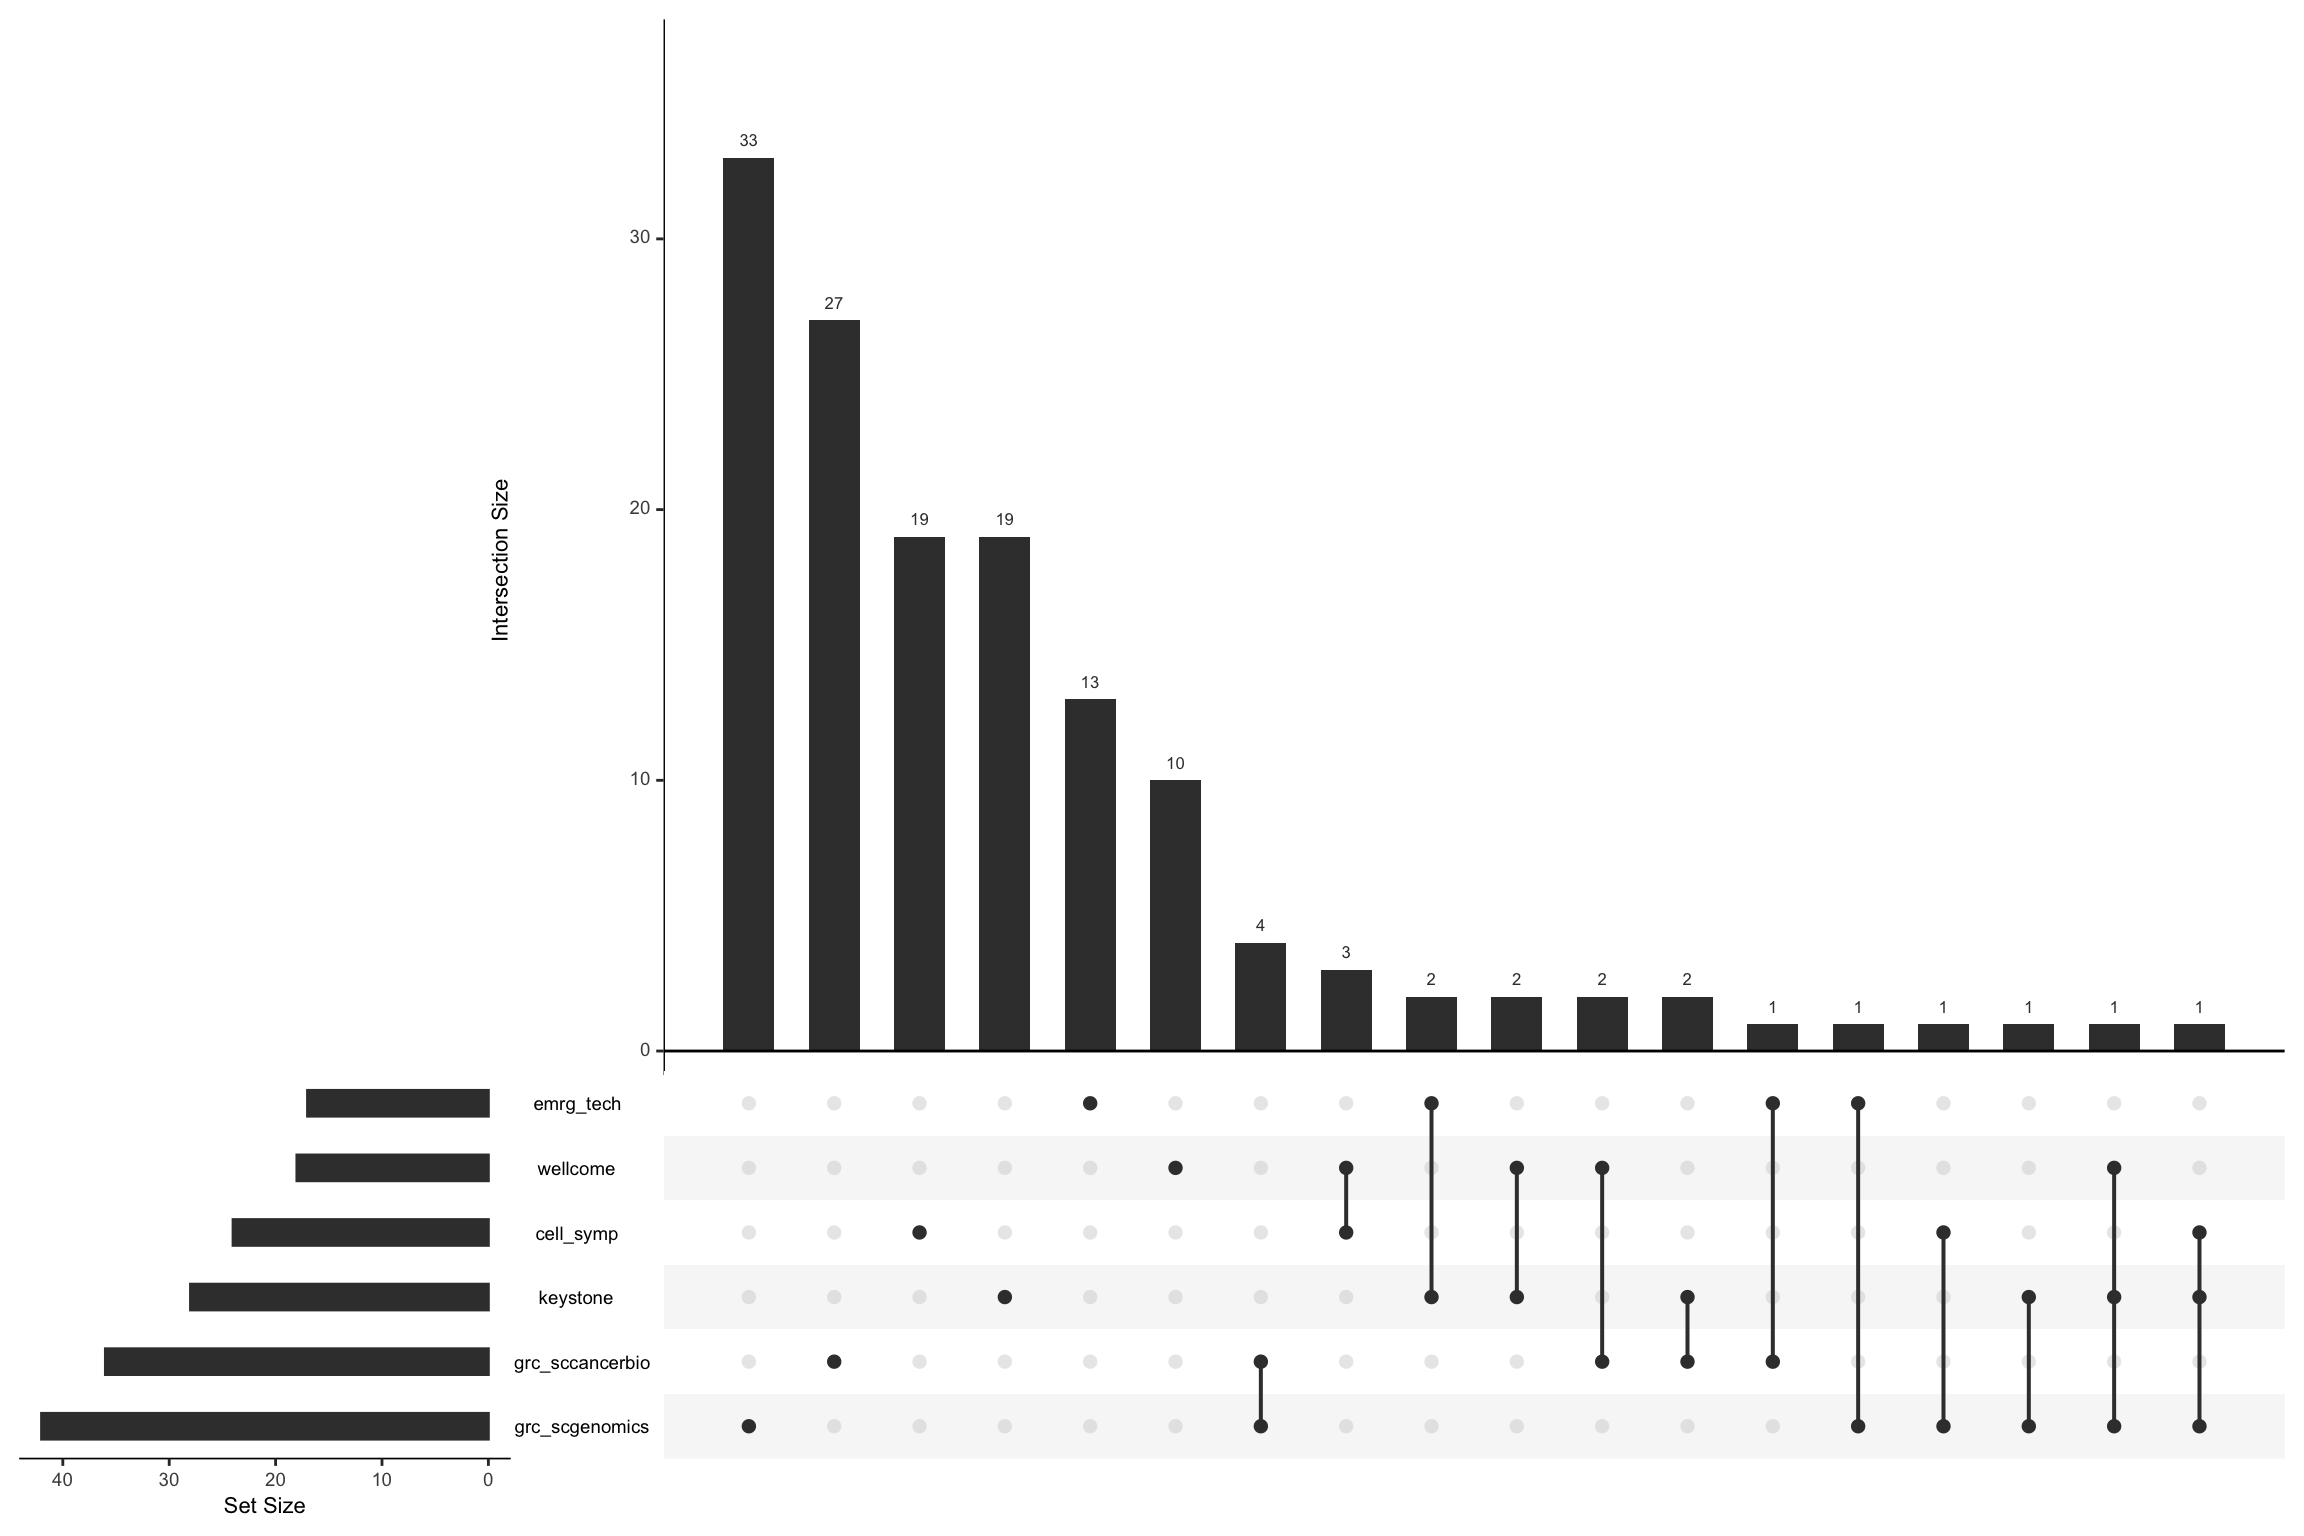 33
27
19
19
13
10
4
3
2
2
2
2
1
1
1
1
1
1
30
20
10
0
Intersection Size
emrg_tech
wellcome
cell_symp
keystone
grc_sccancerbio
grc_scgenomics
40 30 20 10 0
Set Size